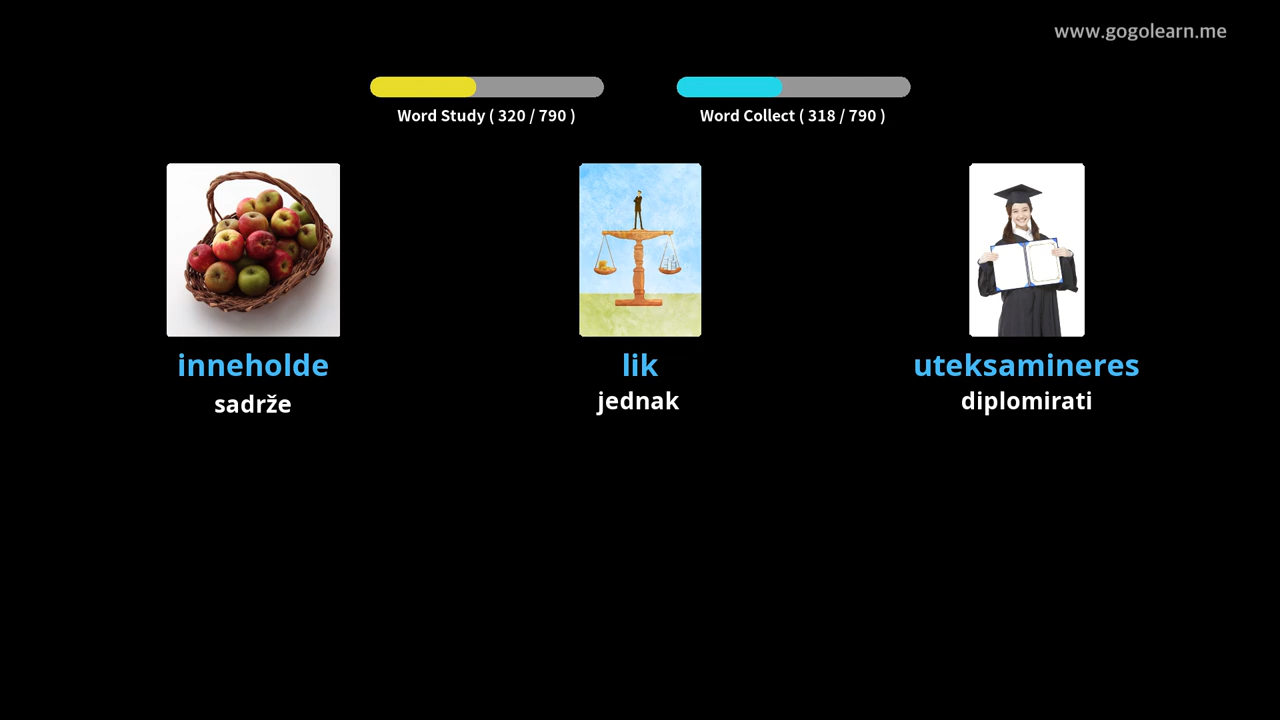 www.gogolearn.me
Word Study ( 320 / 790 )
Word Collect ( 318 / 790 )
inneholde
sadrže
lik
jednak
uteksamineres
diplomirati